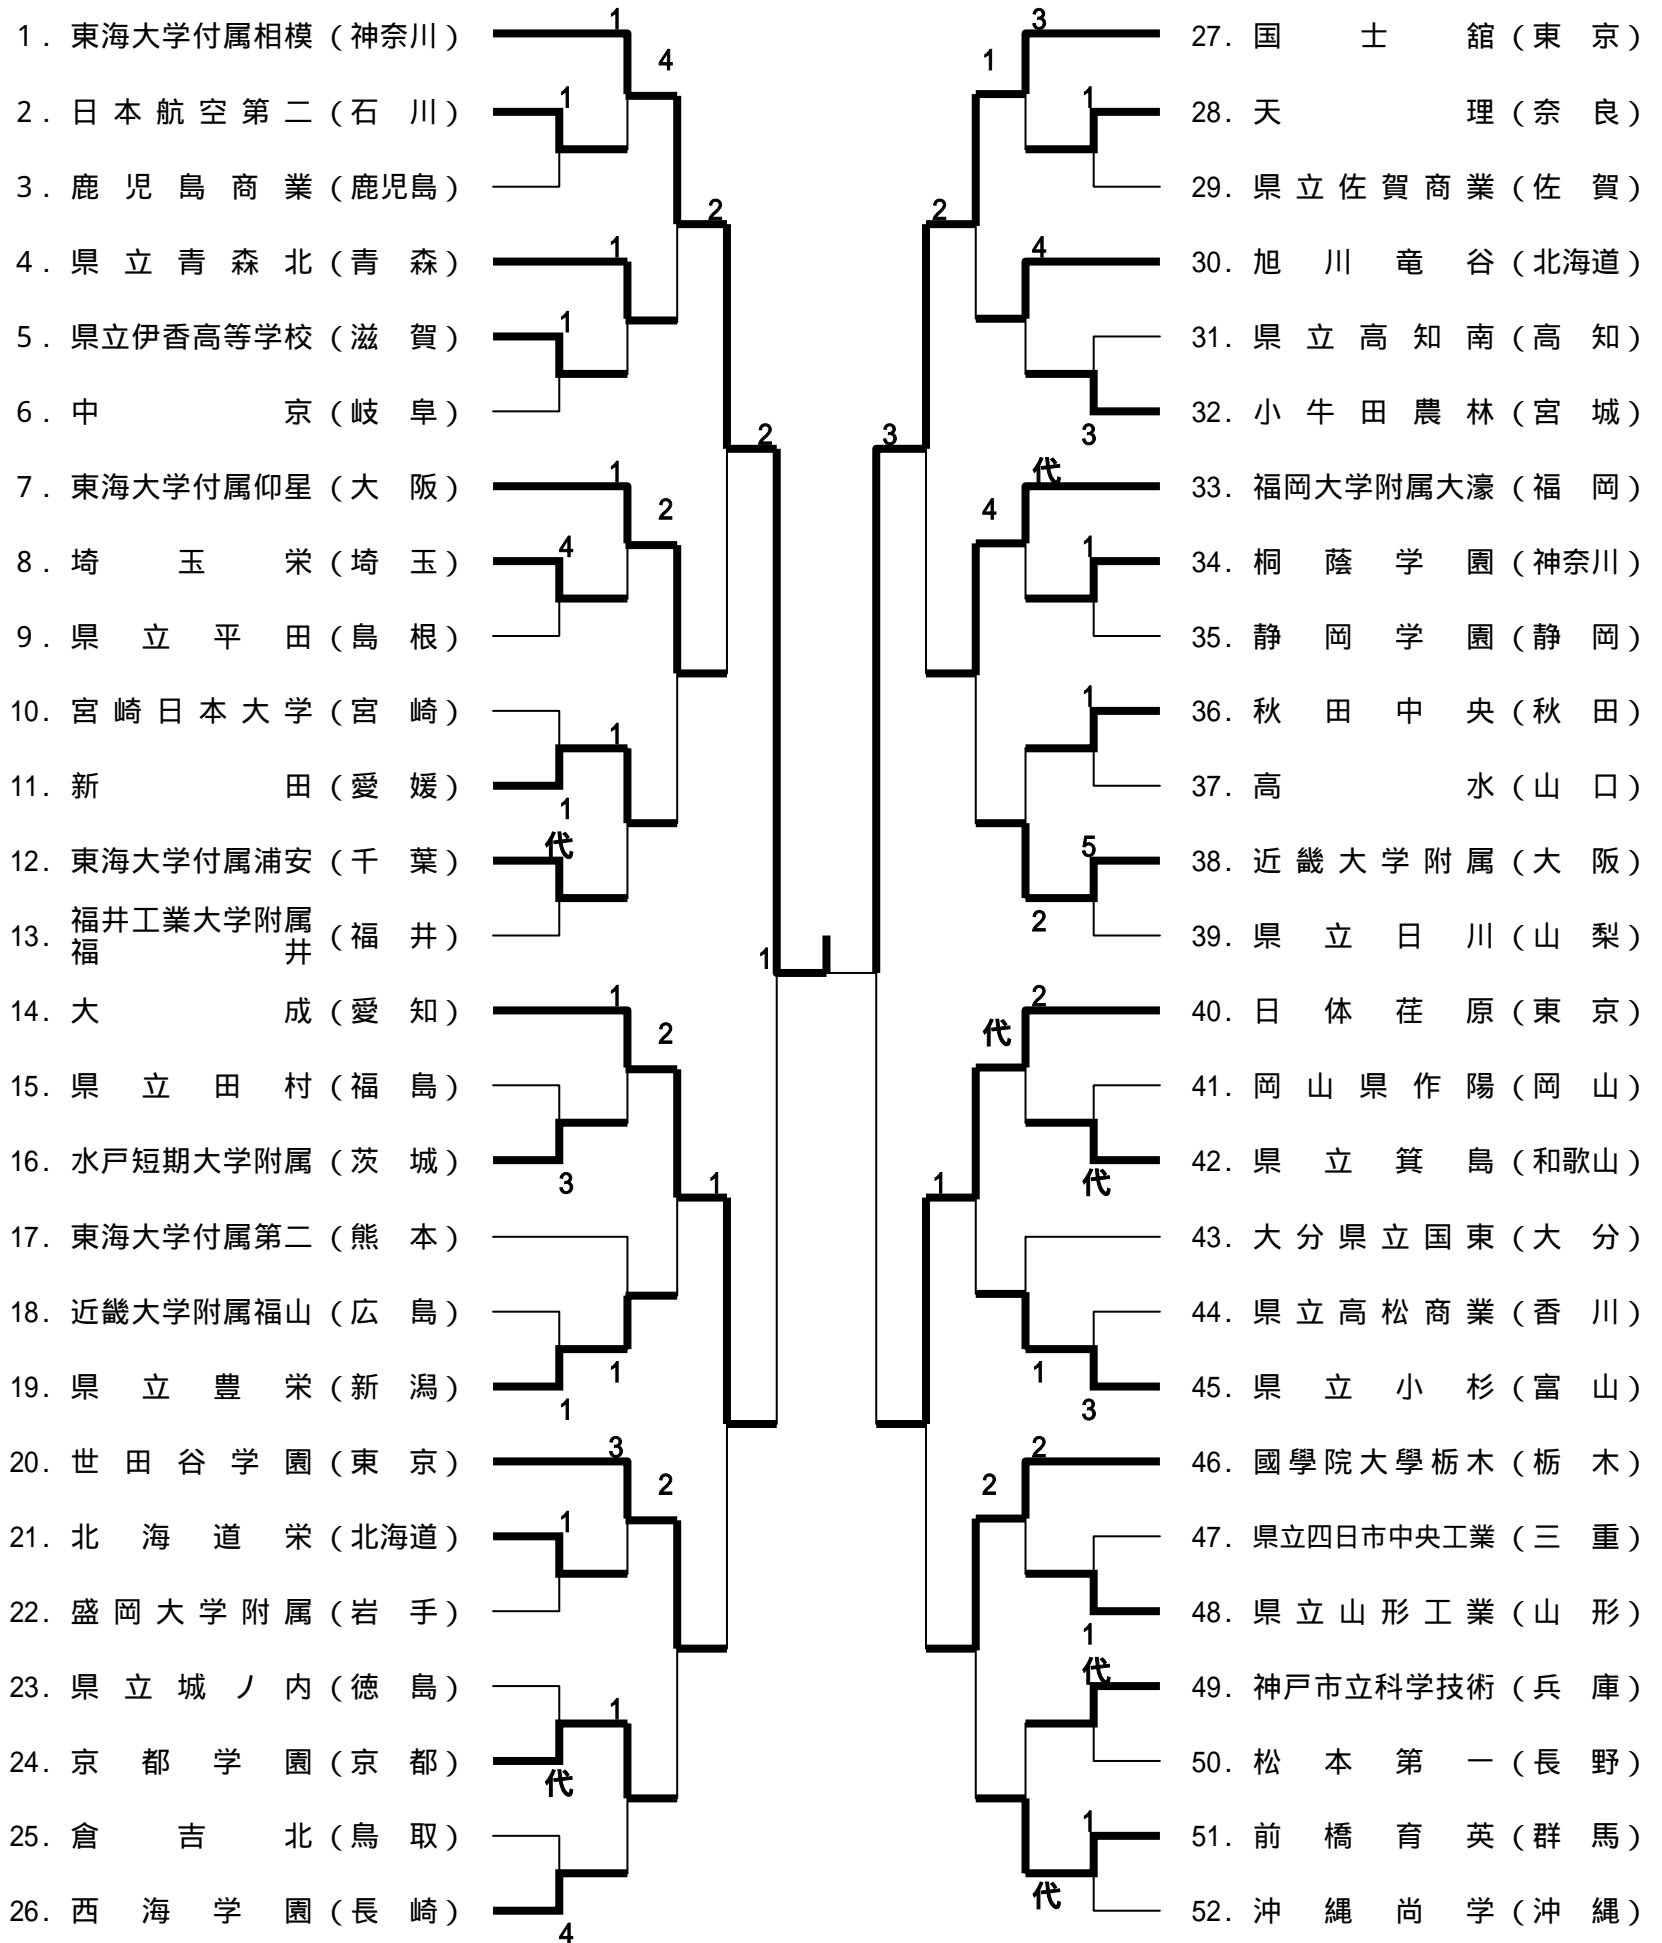 1. 東海大学付属相模（神奈川）
2. 日本航空第二（石川）
3. 鹿児島商業（鹿児島）
4. 県立青森北（青森）
5. 県立伊香高等学校（滋賀）
6. 中京（岐阜）
7. 東海大学付属仰星（大阪）
8. 埼玉栄（埼玉）
9. 県立平田（島根）
10. 宮崎日本大学（宮崎）
11. 新田（愛媛）
12. 東海大学付属浦安（千葉）
13. 福井工業大学附属福井（福井）
14. 大成（愛知）
15. 県立田村（福島）
16. 水戸短期大学附属（茨城）
17. 東海大学付属第二（熊本）
18. 近畿大学附属福山（広島）
19. 県立豊栄（新潟）
20. 世田谷学園（東京）
21. 北海道栄（北海道）
22. 盛岡大学附属（岩手）
23. 県立城ノ内（徳島）
24. 京都学園（京都）
25. 倉吉北（鳥取）
26. 西海学園（長崎）
1
1
1
1
1
4
1
1
代
1
3
1
1
3
1
1
代
4
4
2
2
2
2
1
2
1
3
2
1
1
4
代
2
3
1
4
3
代
1
1
5
2
2
代
1
3
2
1
代
1
代
27. 国士舘（東京）
28. 天理（奈良）
29. 県立佐賀商業（佐賀）
30. 旭川竜谷（北海道）
31. 県立高知南（高知）
32. 小牛田農林（宮城）
33. 福岡大学附属大濠（福岡）
34. 桐蔭学園（神奈川）
35. 静岡学園（静岡）
36. 秋田中央（秋田）
37. 高水（山口）
38. 近畿大学附属（大阪）
39. 県立日川（山梨）
40. 日体荏原（東京）
41. 岡山県作陽（岡山）
42. 県立箕島（和歌山）
43. 大分県立国東（大分）
44. 県立高松商業（香川）
45. 県立小杉（富山）
46. 國學院大學栃木（栃木）
47. 県立四日市中央工業（三重）
48. 県立山形工業（山形）
49. 神戸市立科学技術（兵庫）
50. 松本第一（長野）
51. 前橋育英（群馬）
52. 沖縄尚学（沖縄）